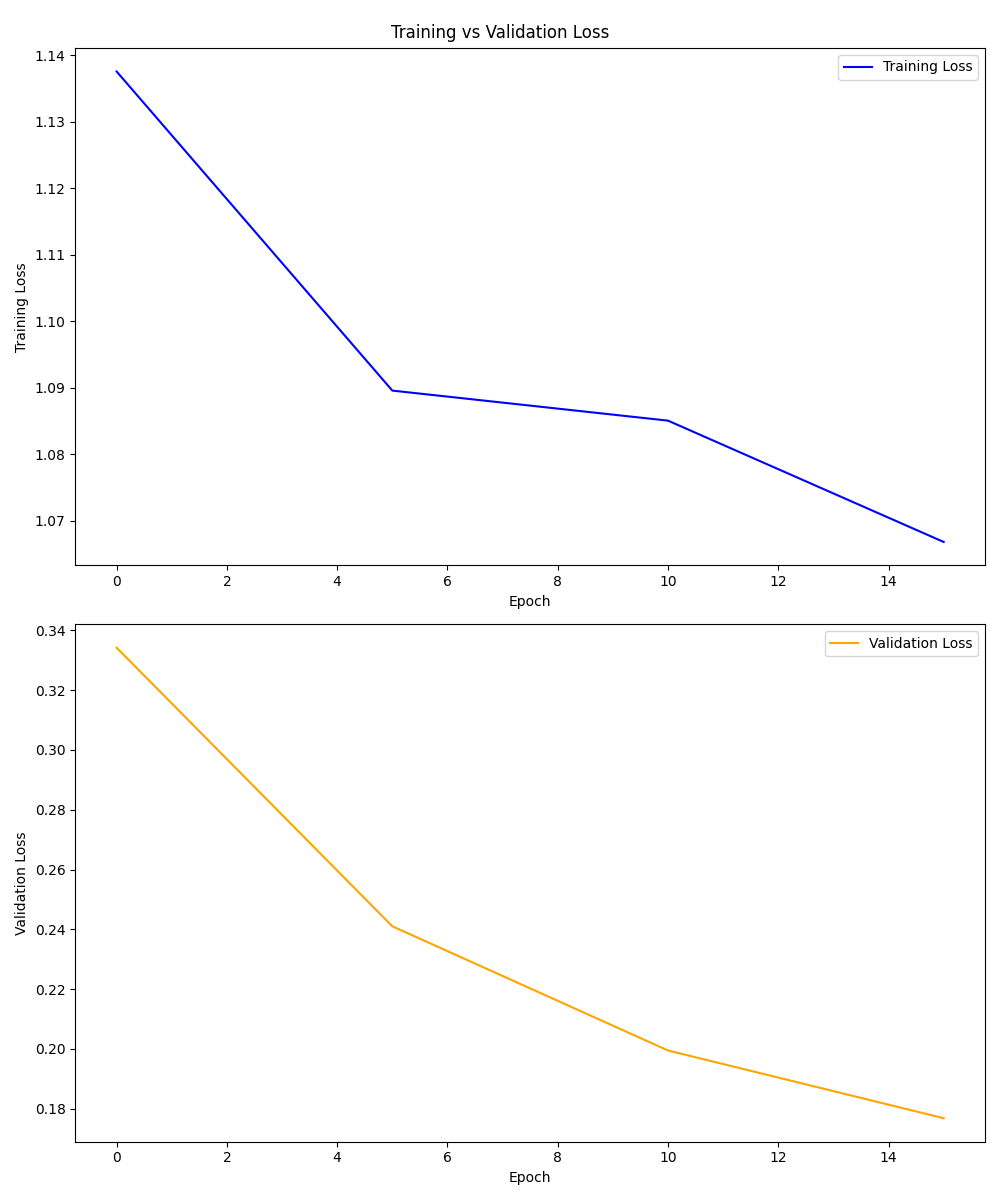 Training vs Validation Loss
1.14
1.13
1.12
1.11
1.10
1.09
1.08
1.07
Training Loss
Training Loss
0 2 4 6 8 10 12 14
Epoch
0.34
0.32
0.30
0.28
0.26
0.24
0.22
0.20
0.18
Validation Loss
Validation Loss
0 2 4 6 8 10 12 14
Epoch